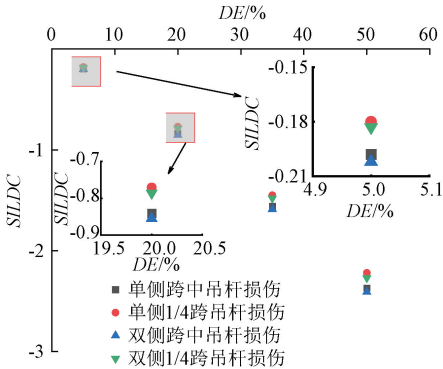 DE/%
0 10 20 30 40 50 60
SILDC
-1
-2
-3
-0.15
-0.18
-0.21
SILDC
4.9 5.0 5.1
DE/%
-0.7
-0.8
-0.9
SILDC
19.5 20.0 20.5
DE/%
单侧跨中吊杆损伤
单侧1/4跨吊杆损伤
双侧跨中吊杆损伤
双侧1/4跨吊杆损伤